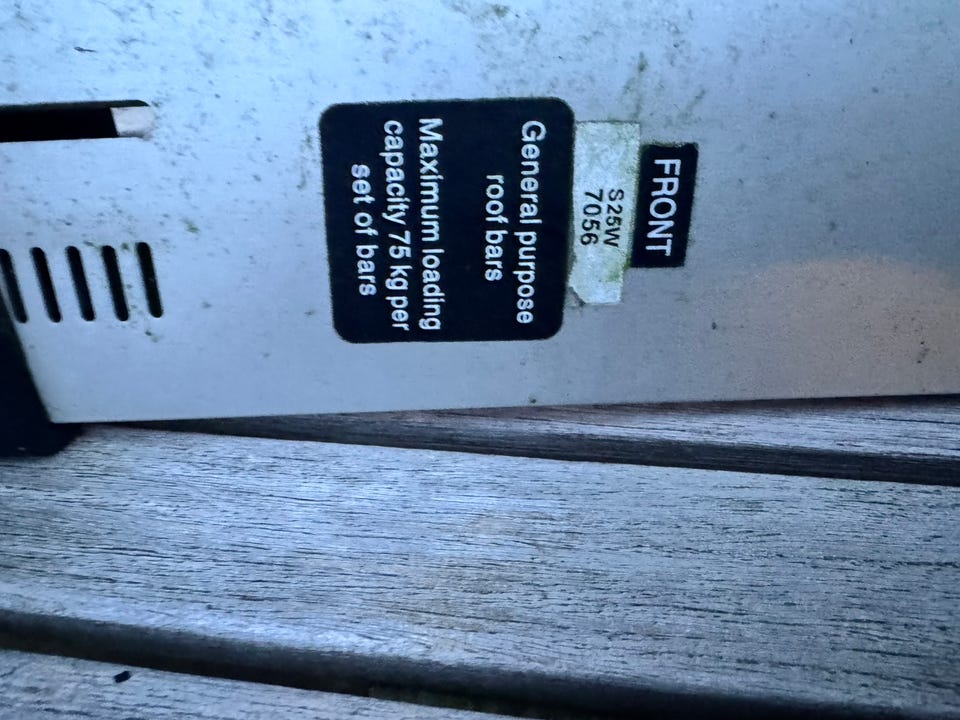 FRONT
S25W
7056
General purpose
roof bars
Maximum loading
capacity 75 kg per
set of bars